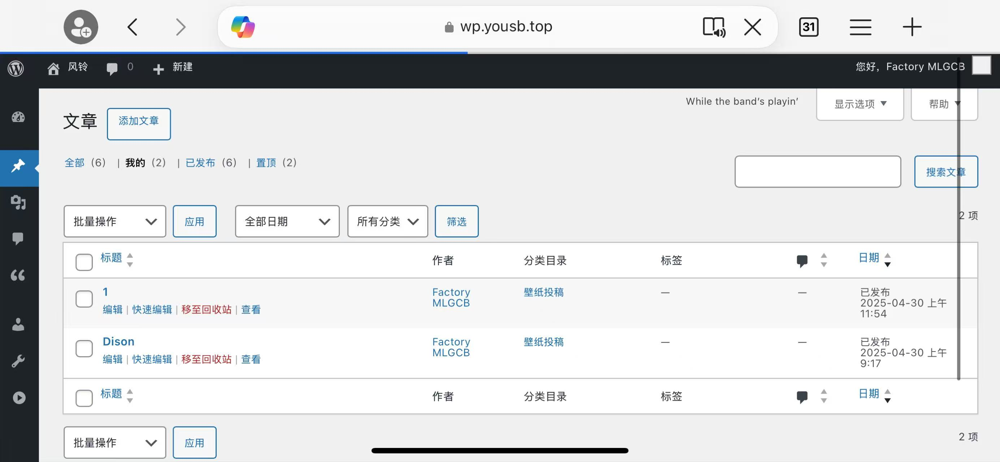 wp.yousb.top
31
风铃 0 新建
您好，Factory MLGCB
While the band's playin'
显示选项
帮助
文章 添加文章
全部 (6) | 我的 (2) | 已发布 (6) | 置顶 (2)
搜索文章
批量操作 应用 全部日期 所有分类 筛选
2 项
标题 作者 分类目录 标签 日期
1
编辑 | 快速编辑 | 移至回收站 | 查看
Factory
MLGCB
壁纸投稿
—
—
已发布
2025-04-30 上午
11:54
Dison
编辑 | 快速编辑 | 移至回收站 | 查看
Factory
MLGCB
壁纸投稿
—
—
已发布
2025-04-30 上午
9:17
标题 作者 分类目录 标签 日期
批量操作 应用
2 项